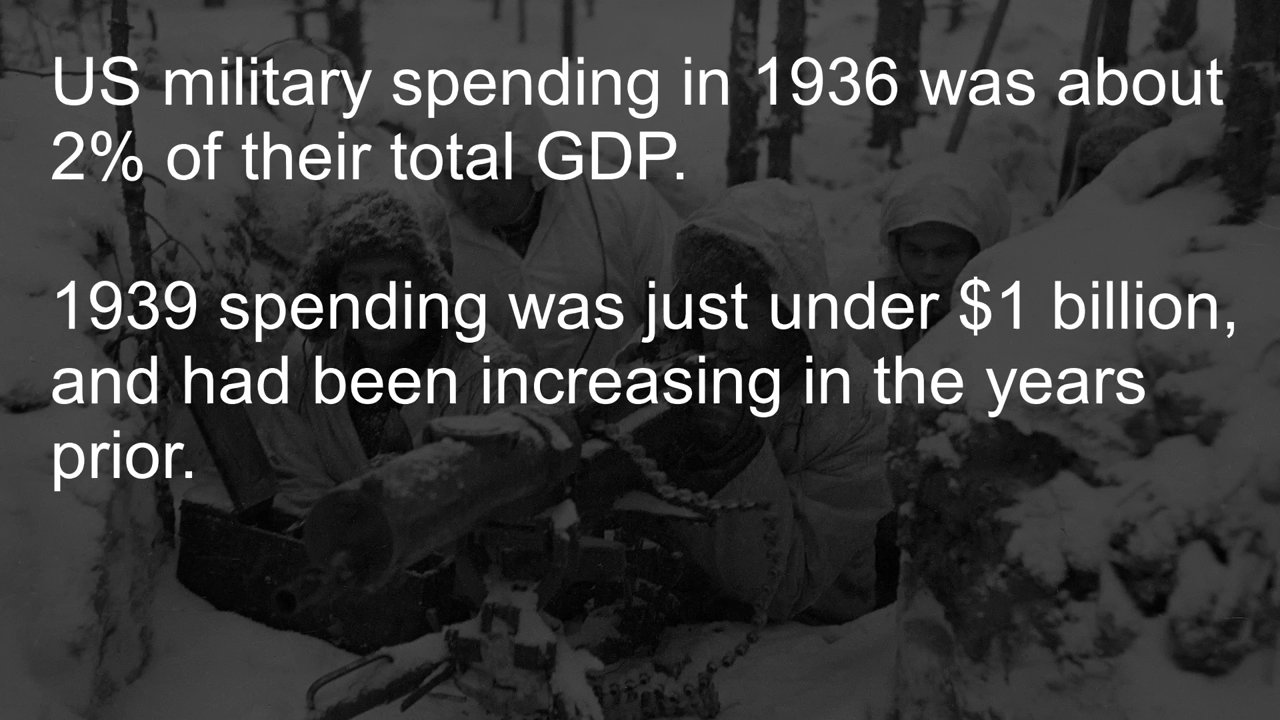 US military spending in 1936 was about
2% of their total GDP.
1939 spending was just under $1 billion,
and had been increasing in the years
prior.